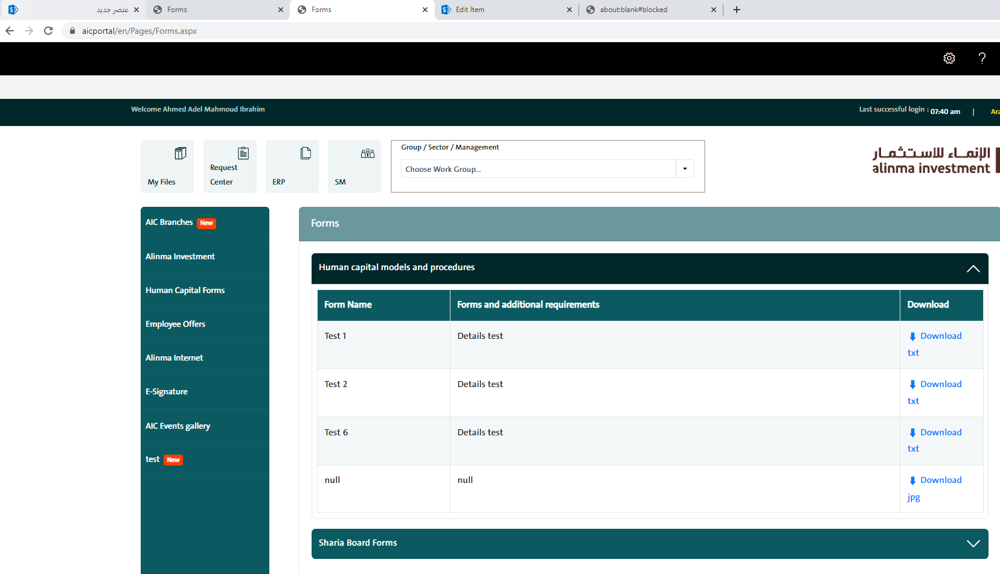 عنصر جديد
Forms
Forms
Edit Item
about:blank#blocked
aicportal/en/Pages/Forms.aspx
Welcome Ahmed Adel Mahmoud Ibrahim
Last successful login : 07:40 am | Ara
My Files
Request
Center
ERP
SM
Group / Sector / Management
Choose Work Group...
الإنماء للاستثمار
alinma investment
AIC Branches New
Alinma Investment
Human Capital Forms
Employee Offers
Alinma Internet
E-Signature
AIC Events gallery
test New
Forms
Human capital models and procedures
Form Name Forms and additional requirements Download
Test 1 Details test Download
txt
Test 2 Details test Download
txt
Test 6 Details test Download
txt
null null Download
jpg
Sharia Board Forms